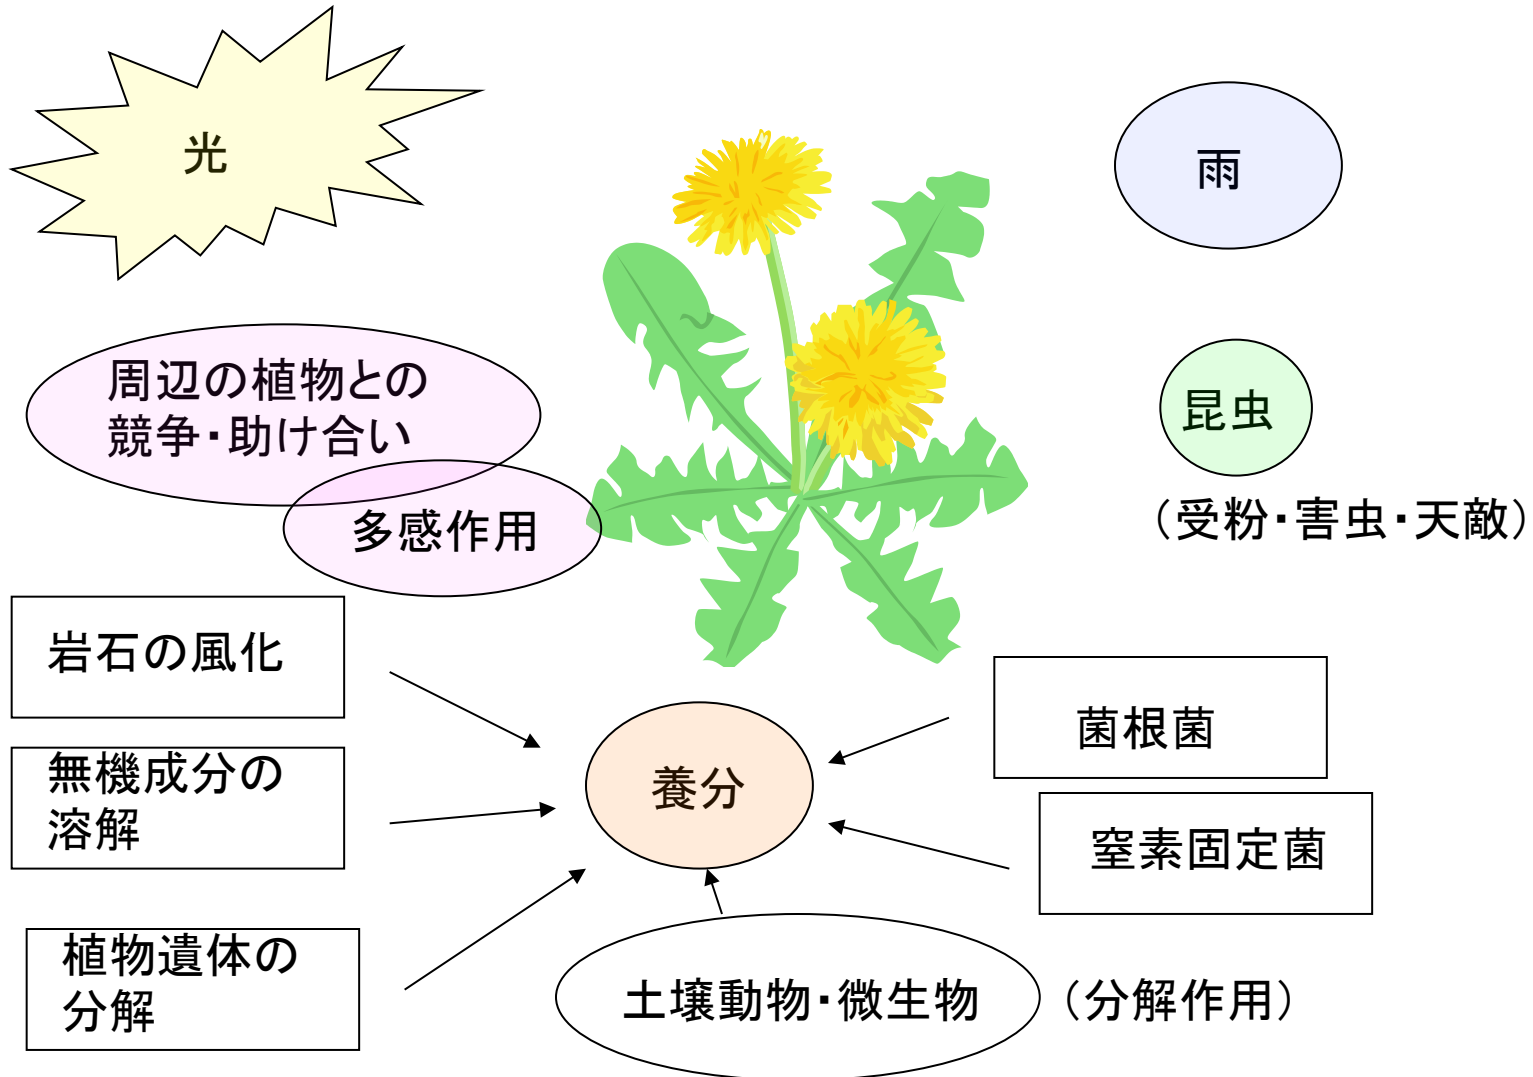 光
雨
周辺の植物との
競争・助け合い
昆虫
（受粉・害虫・天敵）
多感作用
岩石の風化
菌根菌
無機成分の
溶解
養分
窒素固定菌
植物遺体の
分解
土壌動物・微生物
（分解作用）